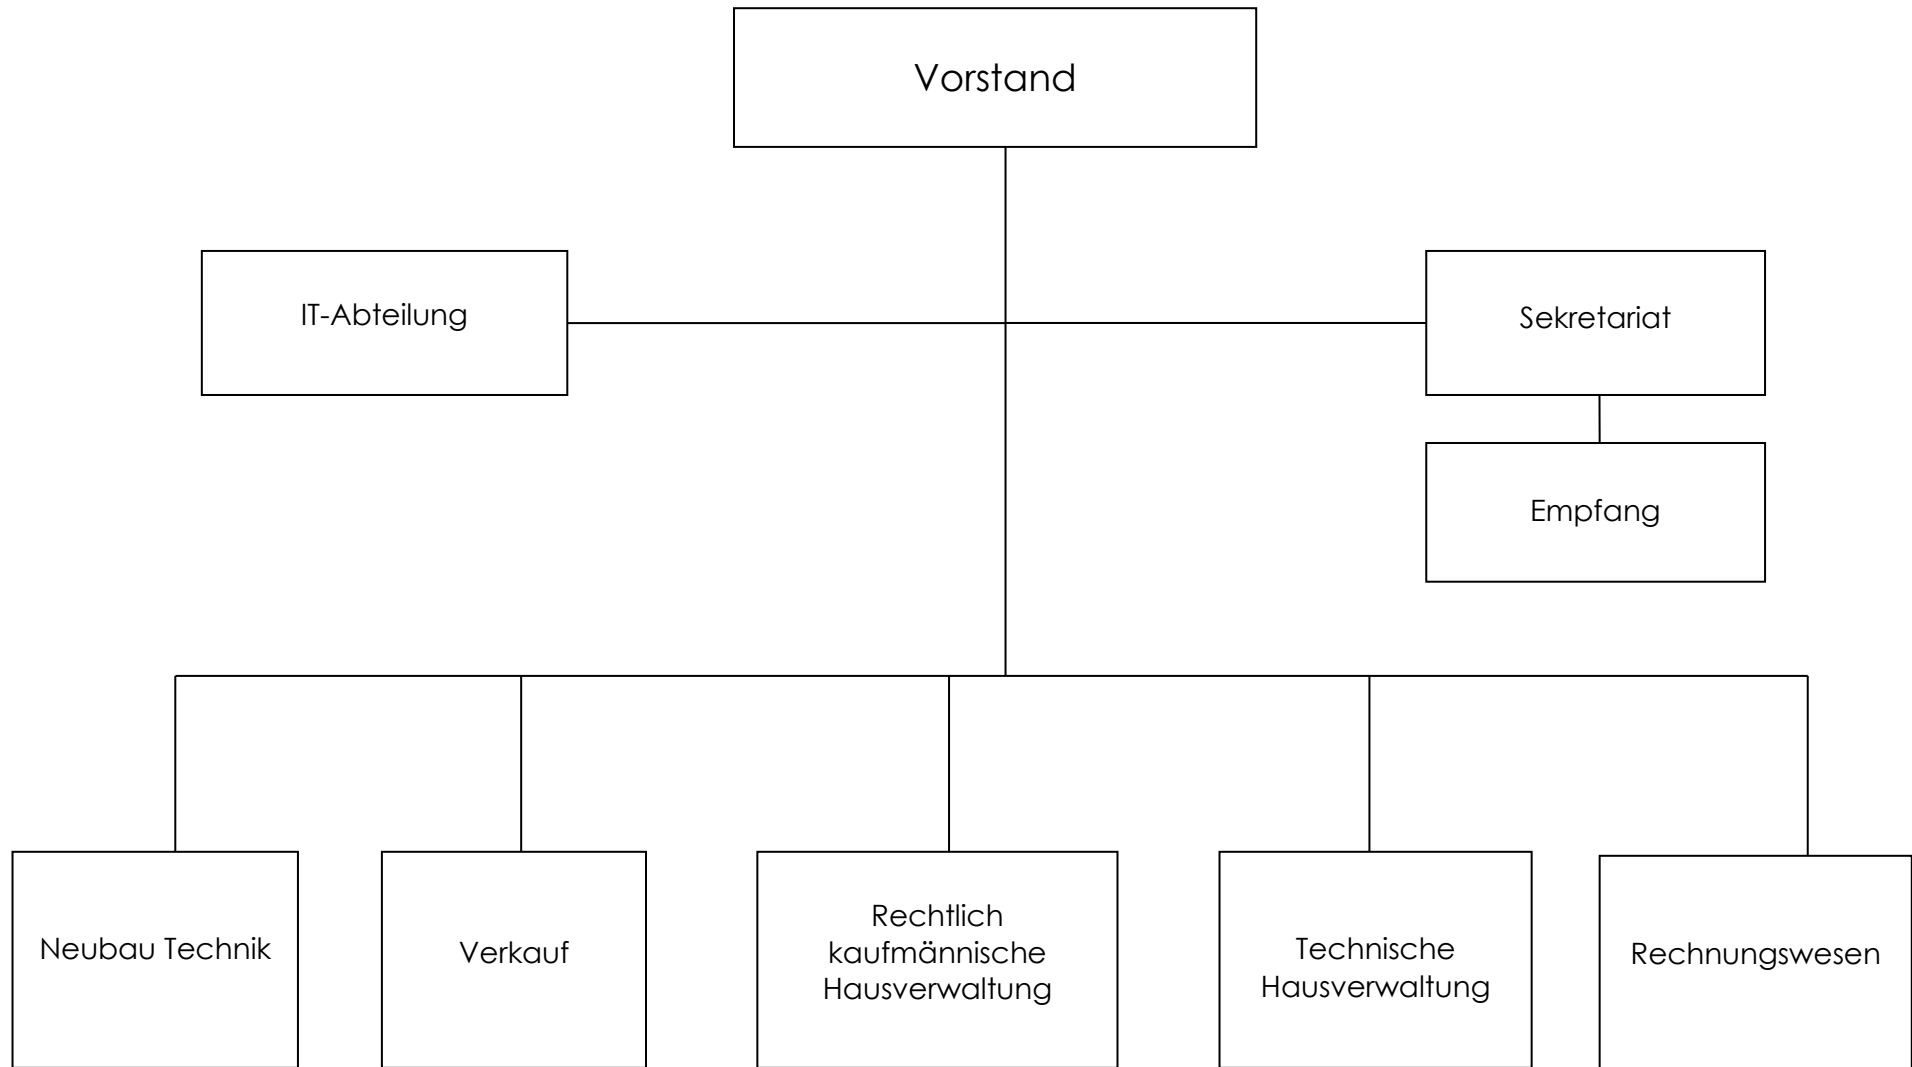 Vorstand
IT-Abteilung
Sekretariat
Empfang
Neubau Technik
Verkauf
Rechtlich
kaufmännische
Hausverwaltung
Technische
Hausverwaltung
Rechnungswesen